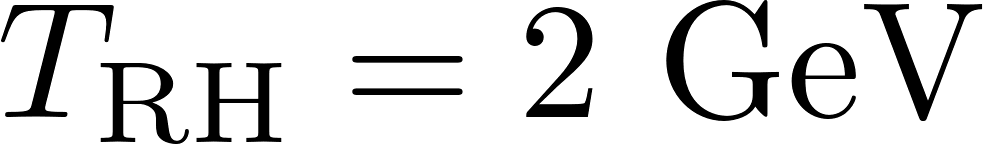 T_RH = 2 GeV